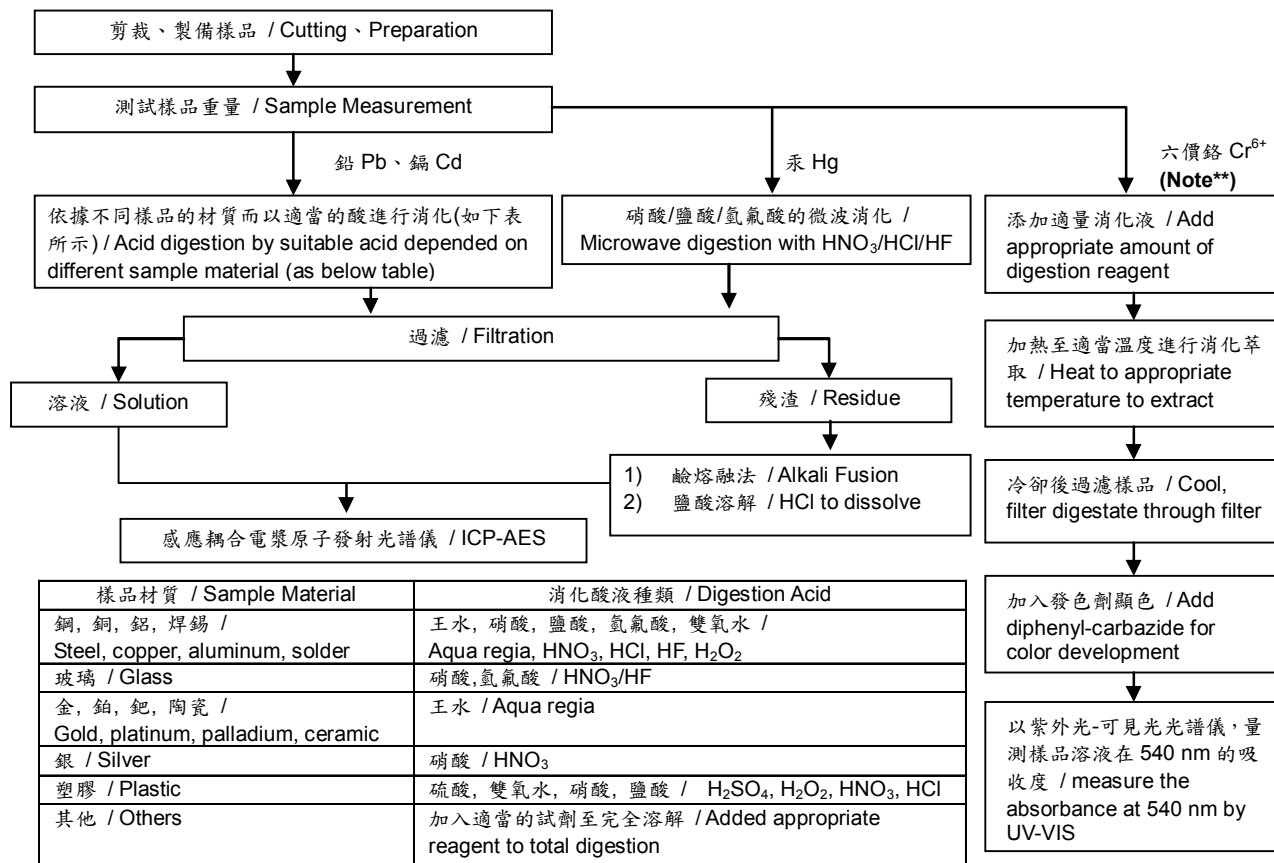 剪裁、製備樣品 / Cutting、Preparation
測試樣品重量 / Sample Measurement
鉛 Pb、鎘 Cd
汞 Hg
六價鉻 Cr⁶⁺
(Note**)
依據不同樣品的材質而以適當的酸進行消化(如下表
所示) / Acid digestion by suitable acid depended on
different sample material (as below table)
硝酸/鹽酸/氫氟酸的微波消化 /
Microwave digestion with HNO₃/HCl/HF
添加適量消化液 / Add
appropriate amount of
digestion reagent
過濾 / Filtration
加熱至適當溫度進行消化萃
取 / Heat to appropriate
temperature to extract
溶液 / Solution
殘渣 / Residue
1) 鹼熔融法 / Alkali Fusion
2) 鹽酸溶解 / HCl to dissolve
冷卻後過濾樣品 / Cool,
filter digestate through filter
感應耦合電漿原子發射光譜儀 / ICP-AES
加入發色劑顯色 / Add
diphenyl-carbazide for
color development
以紫外光-可見光光譜儀，量
測樣品溶液在 540 nm 的吸
收度 / measure the
absorbance at 540 nm by
UV-VIS
樣品材質 / Sample Material
消化酸液種類 / Digestion Acid
鋼, 銅, 鋁, 焊錫 /
Steel, copper, aluminum, solder
王水, 硝酸, 鹽酸, 氫氟酸, 雙氧水 /
Aqua regia, HNO₃, HCl, HF, H₂O₂
玻璃 / Glass
硝酸,氫氟酸 / HNO₃/HF
金, 鉑, 鈀, 陶瓷 /
Gold, platinum, palladium, ceramic
王水 / Aqua regia
銀 / Silver
硝酸 / HNO₃
塑膠 / Plastic
硫酸, 雙氧水, 硝酸, 鹽酸 / H₂SO₄, H₂O₂, HNO₃, HCl
其他 / Others
加入適當的試劑至完全溶解 / Added appropriate
reagent to total digestion